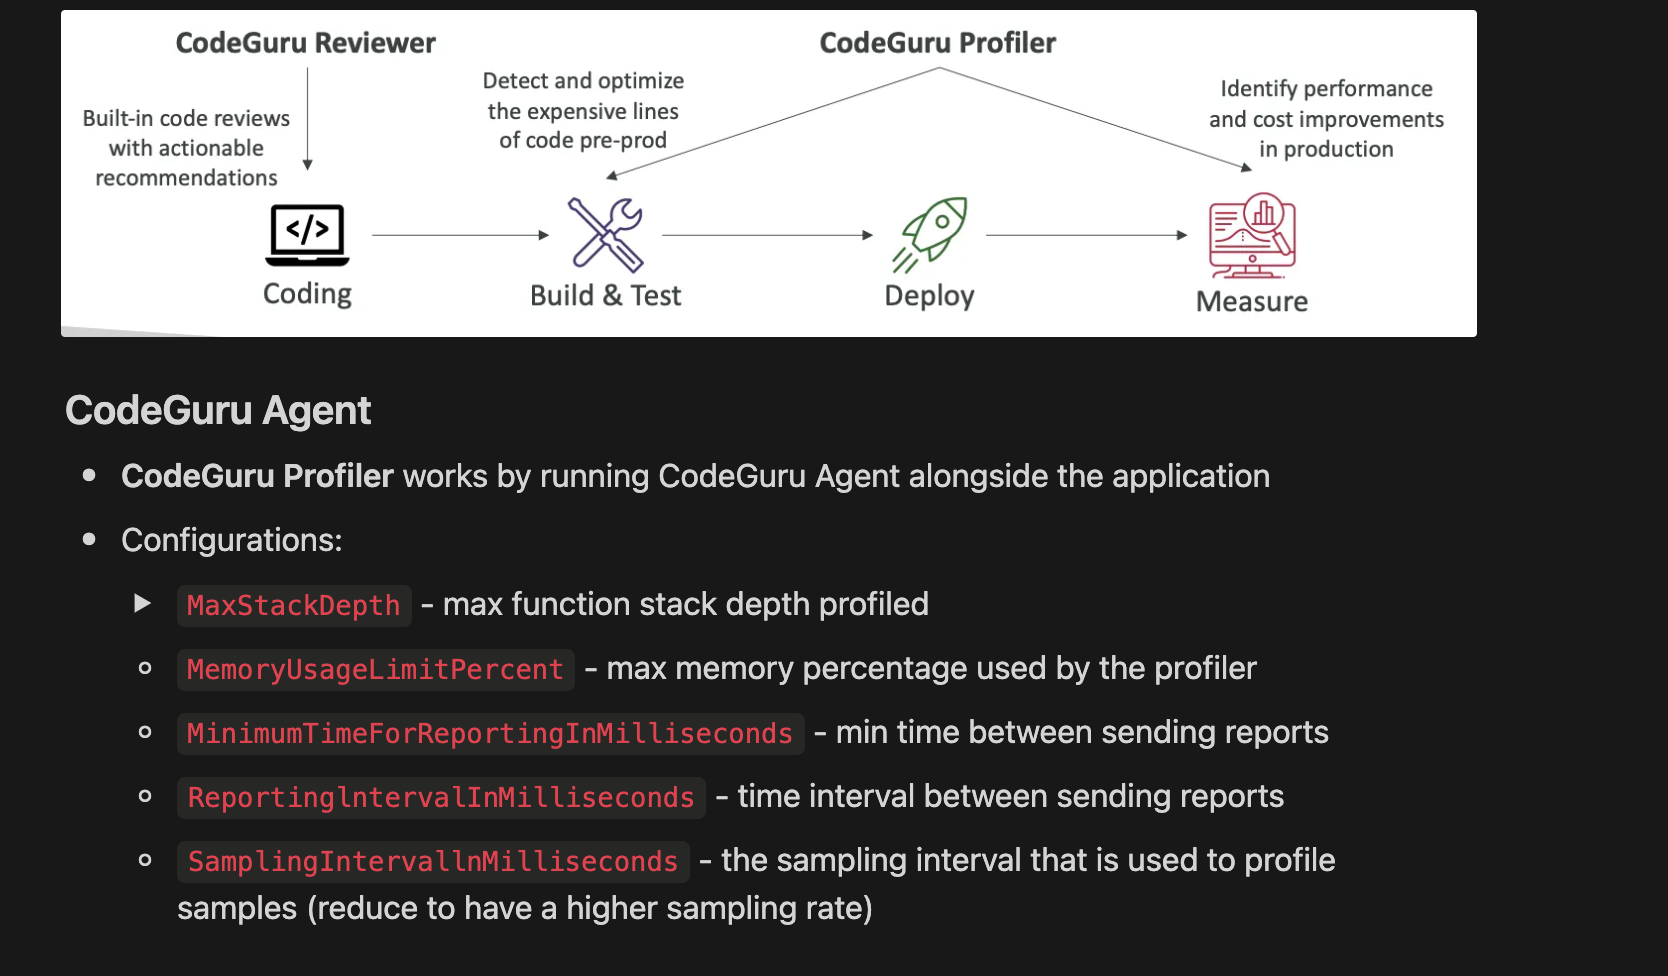 CodeGuru Reviewer
CodeGuru Profiler
Built-in code reviews
with actionable
recommendations
Detect and optimize
the expensive lines
of code pre-prod
Identify performance
and cost improvements
in production
</>
Coding
Build & Test
Deploy
Measure
CodeGuru Agent
• CodeGuru Profiler works by running CodeGuru Agent alongside the application
• Configurations:
▶ MaxStackDepth - max function stack depth profiled
◦ MemoryUsageLimitPercent - max memory percentage used by the profiler
◦ MinimumTimeForReportingInMilliseconds - min time between sending reports
◦ ReportinglntervalInMilliseconds - time interval between sending reports
◦ SamplingIntervallnMilliseconds - the sampling interval that is used to profile
samples (reduce to have a higher sampling rate)